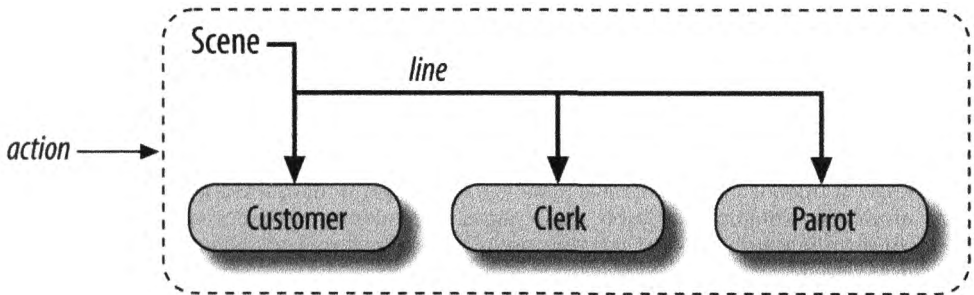 Scene
line
action
Customer
Clerk
Parrot